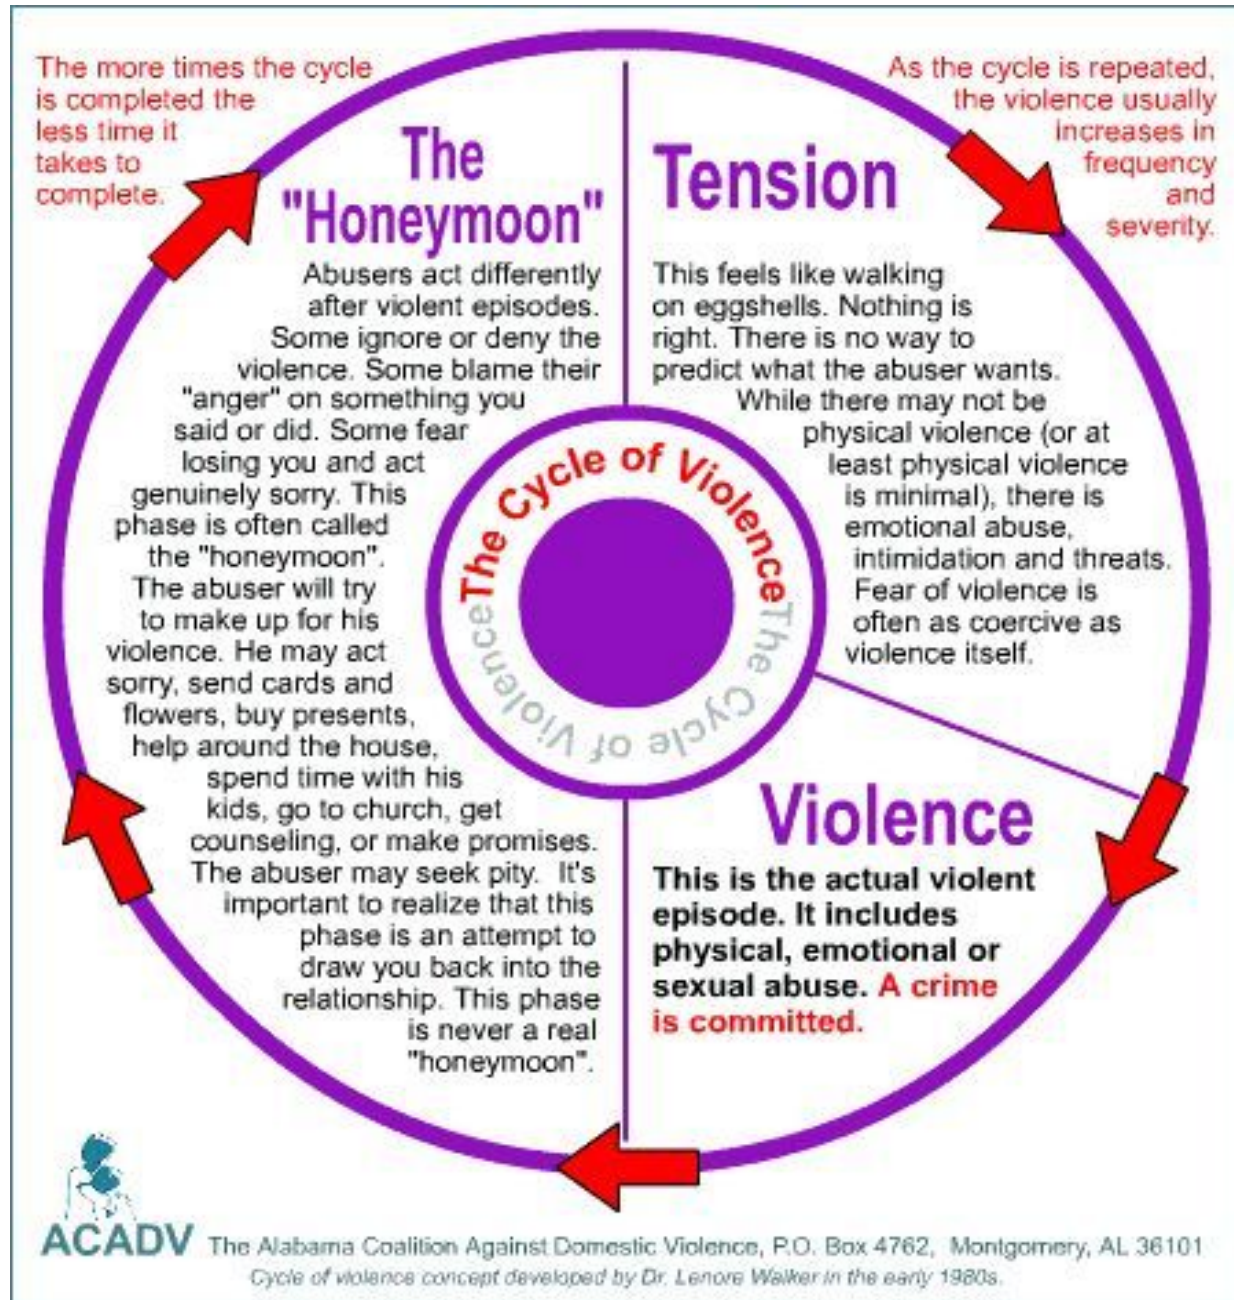 The more times the cycle
is completed the
less time it
takes to
complete.
As the cycle is repeated,
the violence usually
increases in
frequency
and
severity.
The
"Honeymoon"
Abusers act differently
after violent episodes.
Some ignore or deny the
violence. Some blame their
"anger" on something you
said or did. Some fear
losing you and act
genuinely sorry. This
phase is often called
the "honeymoon".
The abuser will try
to make up for his
violence. He may act
sorry, send cards and
flowers, buy presents,
help around the house,
spend time with his
kids, go to church, get
counseling, or make promises.
The abuser may seek pity. It's
important to realize that this
phase is an attempt to
draw you back into the
relationship. This phase
is never a real
"honeymoon".
Tension
This feels like walking
on eggshells. Nothing is
right. There is no way to
predict what the abuser wants.
While there may not be
physical violence (or at
least physical violence
is minimal), there is
emotional abuse,
intimidation and threats.
Fear of violence is
often as coercive as
violence itself.
The Cycle of Violence
The Cycle of Violence
Violence
This is the actual violent
episode. It includes
physical, emotional or
sexual abuse. A crime
is committed.
ACADV The Alabama Coalition Against Domestic Violence, P.O. Box 4762, Montgomery, AL 36101
Cycle of violence concept developed by Dr. Lenore Walker in the early 1980s.